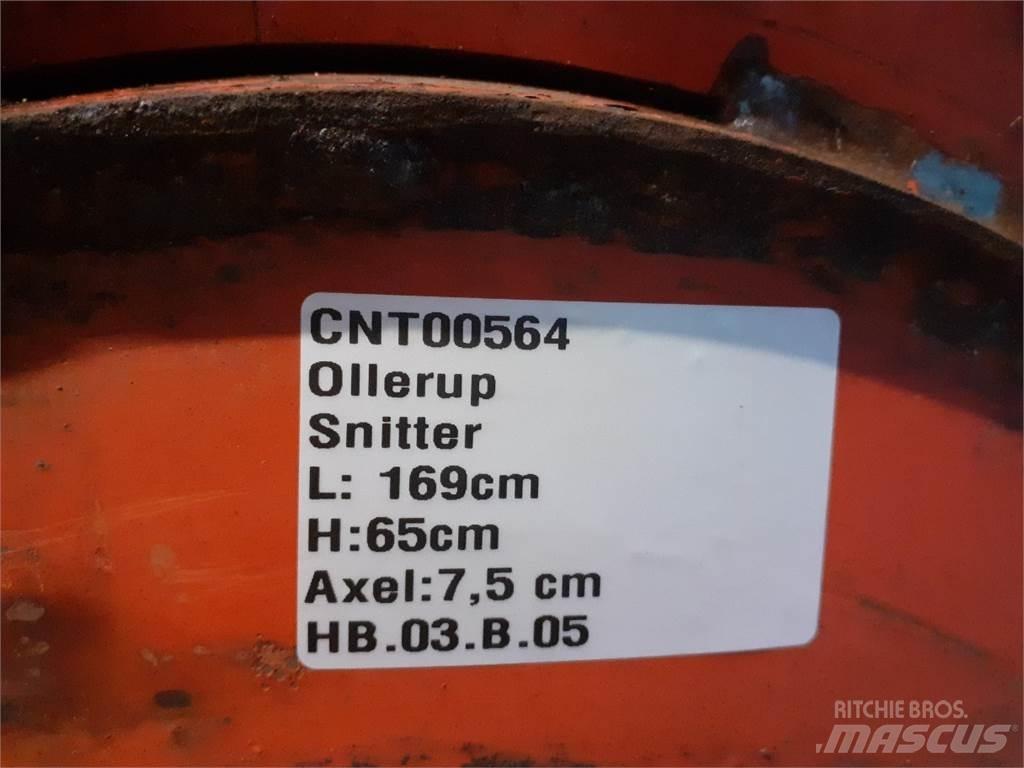 CNT00564
Ollerup
Snitter
L: 169cm
H:65cm
Axel:7,5 cm
HB.03.B.05
RITCHIE BROS.
MASCUS